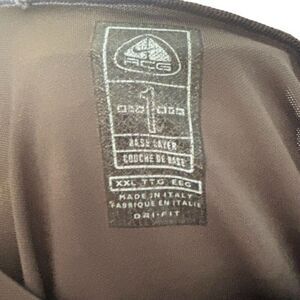 ACG
1
BASE LAYER
COUCHE DE BASE
XXL TTG EEG
MADE IN ITALY
FABRIQUE EN ITALIE
DRI-FIT